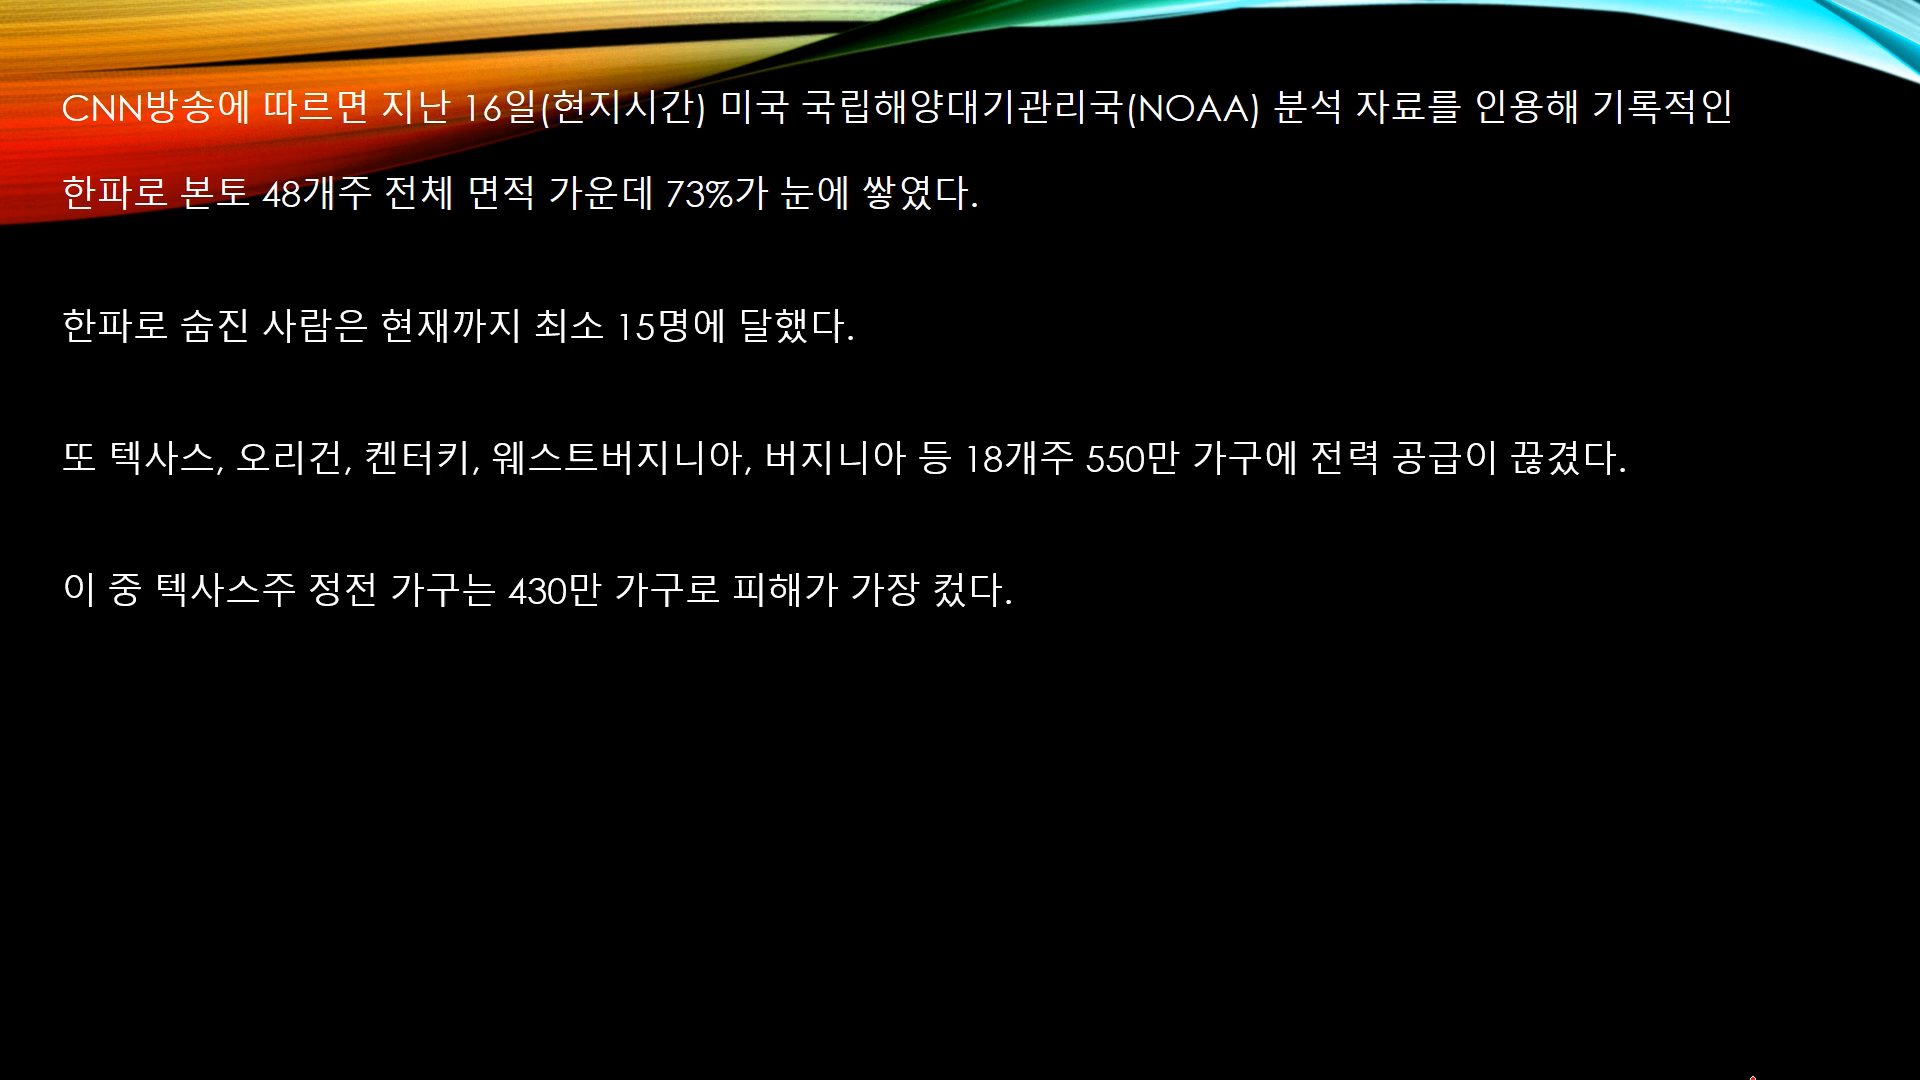 CNN방송에 따르면 지난 16일(현지시간) 미국 국립해양대기관리국(NOAA) 분석 자료를 인용해 기록적인
한파로 본토 48개주 전체 면적 가운데 73%가 눈에 쌓였다.
한파로 숨진 사람은 현재까지 최소 15명에 달했다.
또 텍사스, 오리건, 켄터키, 웨스트버지니아, 버지니아 등 18개주 550만 가구에 전력 공급이 끊겼다.
이 중 텍사스주 정전 가구는 430만 가구로 피해가 가장 컸다.